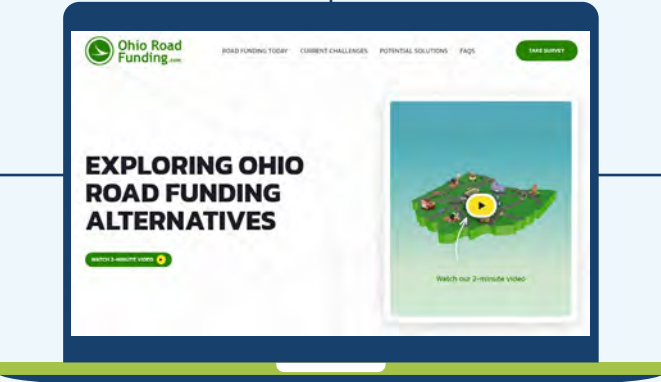 Ohio Road
Funding.com
ROAD FUNDING TODAY CURRENT CHALLENGES POTENTIAL SOLUTIONS FAQS
TAKE SURVEY
EXPLORING OHIO
ROAD FUNDING
ALTERNATIVES
WATCH 2-MINUTE VIDEO
Watch our 2-minute video